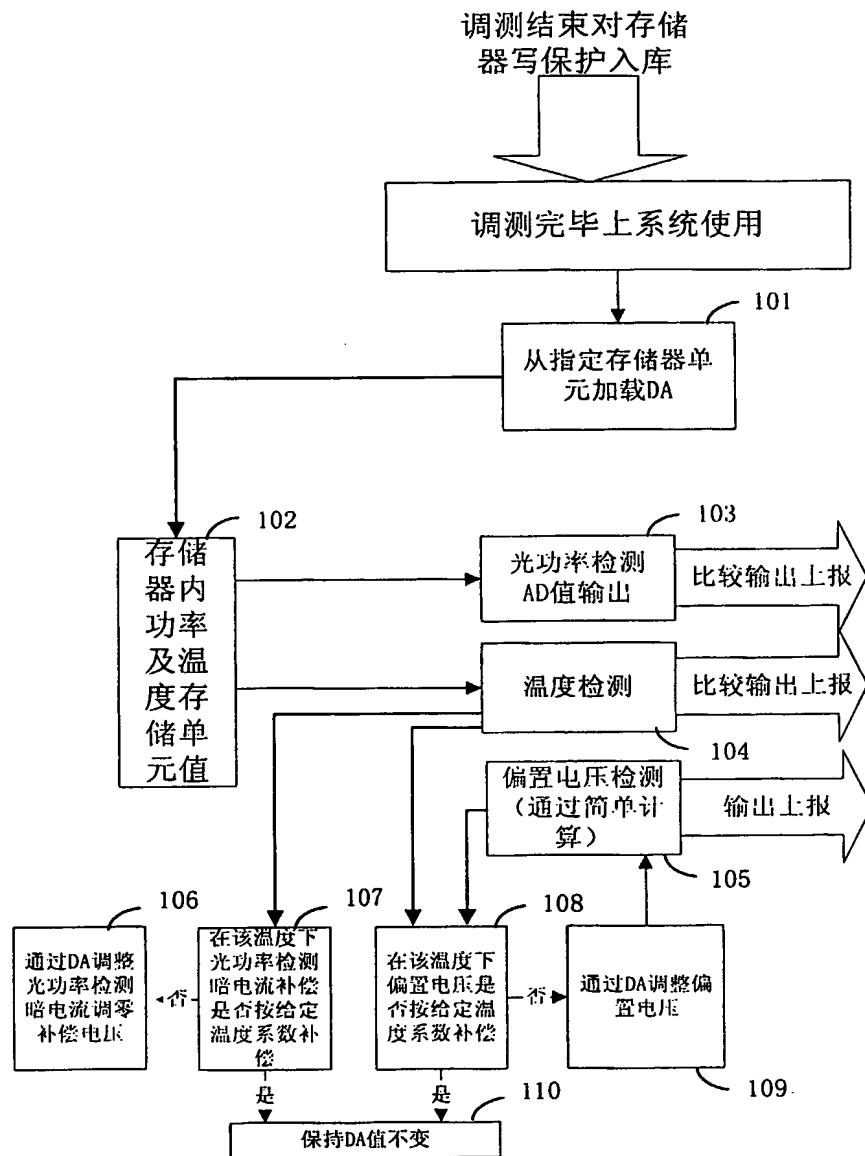 调测结束对存储
器写保护入库
调测完毕上系统使用
101
从指定存储器单
元加载DA
102
存储
器内
功率
及温
度存
储单
元值
103
光功率检测
AD值输出
比较输出上报
温度检测
比较输出上报
104
偏置电压检测
（通过简单计
算）
输出上报
105
106
通过DA调整
光功率检测
暗电流调零
补偿电压
否
107
在该温度下
光功率检测
暗电流补偿
是否按给定
温度系数补
偿
108
在该温度下
偏置电压是
否按给定温
度系数补偿
否
通过DA调整偏
置电压
109
是
是
110
保持DA值不变